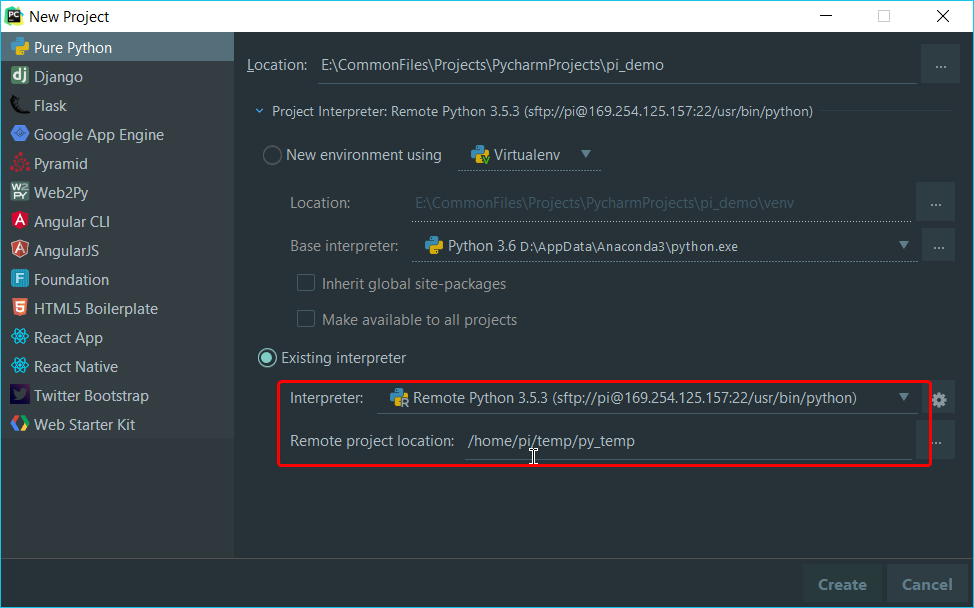 New Project
Pure Python
Django
Flask
Google App Engine
Pyramid
Web2Py
Angular CLI
AngularJS
Foundation
HTML5 Boilerplate
React App
React Native
Twitter Bootstrap
Web Starter Kit
Location: E:\CommonFiles\Projects\PycharmProjects\pi_demo ...
Project Interpreter: Remote Python 3.5.3 (sftp://pi@169.254.125.157:22/usr/bin/python)
New environment using Virtualenv
Location: E:\CommonFiles\Projects\PycharmProjects\pi_demo\venv ...
Base interpreter: Python 3.6 D:\AppData\Anaconda3\python.exe ...
Inherit global site-packages
Make available to all projects
Existing interpreter
Interpreter: Remote Python 3.5.3 (sftp://pi@169.254.125.157:22/usr/bin/python)
Remote project location: /home/pi/temp/py_temp ...
Create Cancel